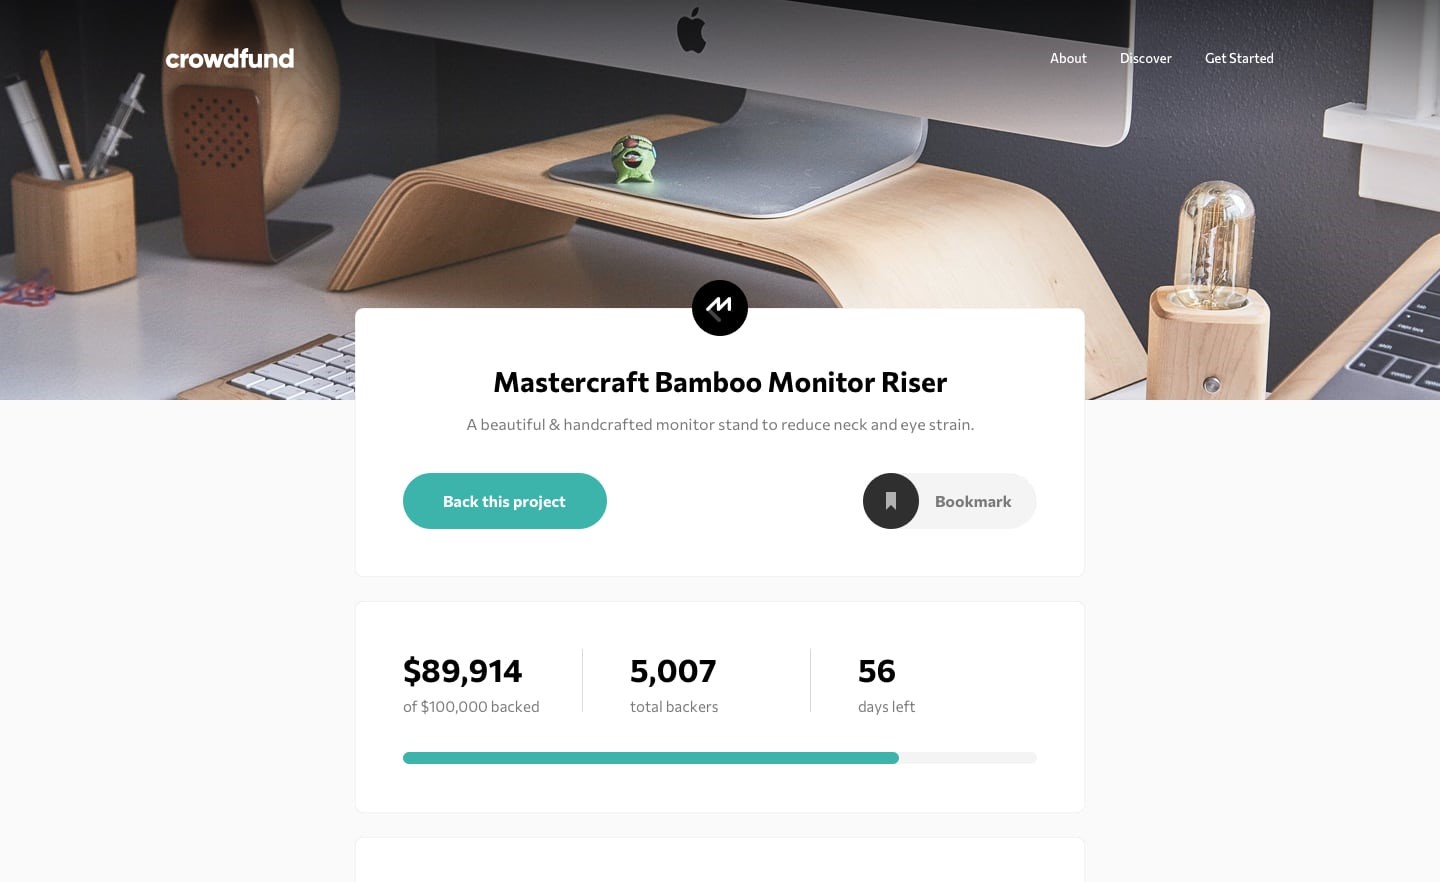 crowdfund
About
Discover
Get Started
Mastercraft Bamboo Monitor Riser
A beautiful & handcrafted monitor stand to reduce neck and eye strain.
Back this project
Bookmark
$89,914
of $100,000 backed
5,007
total backers
56
days left